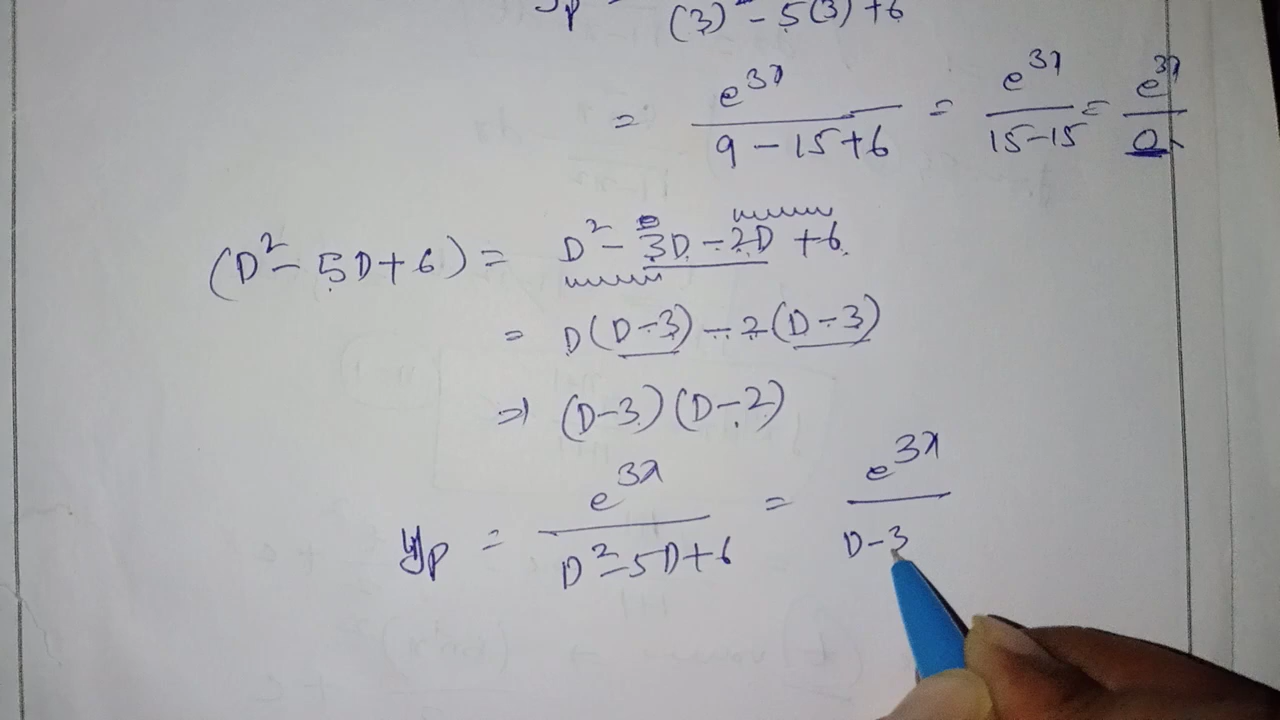 yp (3)² - 5(3) + 6
= e^3x / (9 - 15 + 6) = e^3x / (15 - 15) = e^3x / 0
(D² - 5D + 6) = D² - 3D - 2D + 6
= D(D - 3) - 2(D - 3)
⇒ (D - 3)(D - 2)
yp = e^3x / (D² - 5D + 6) = e^3x / (D - 3